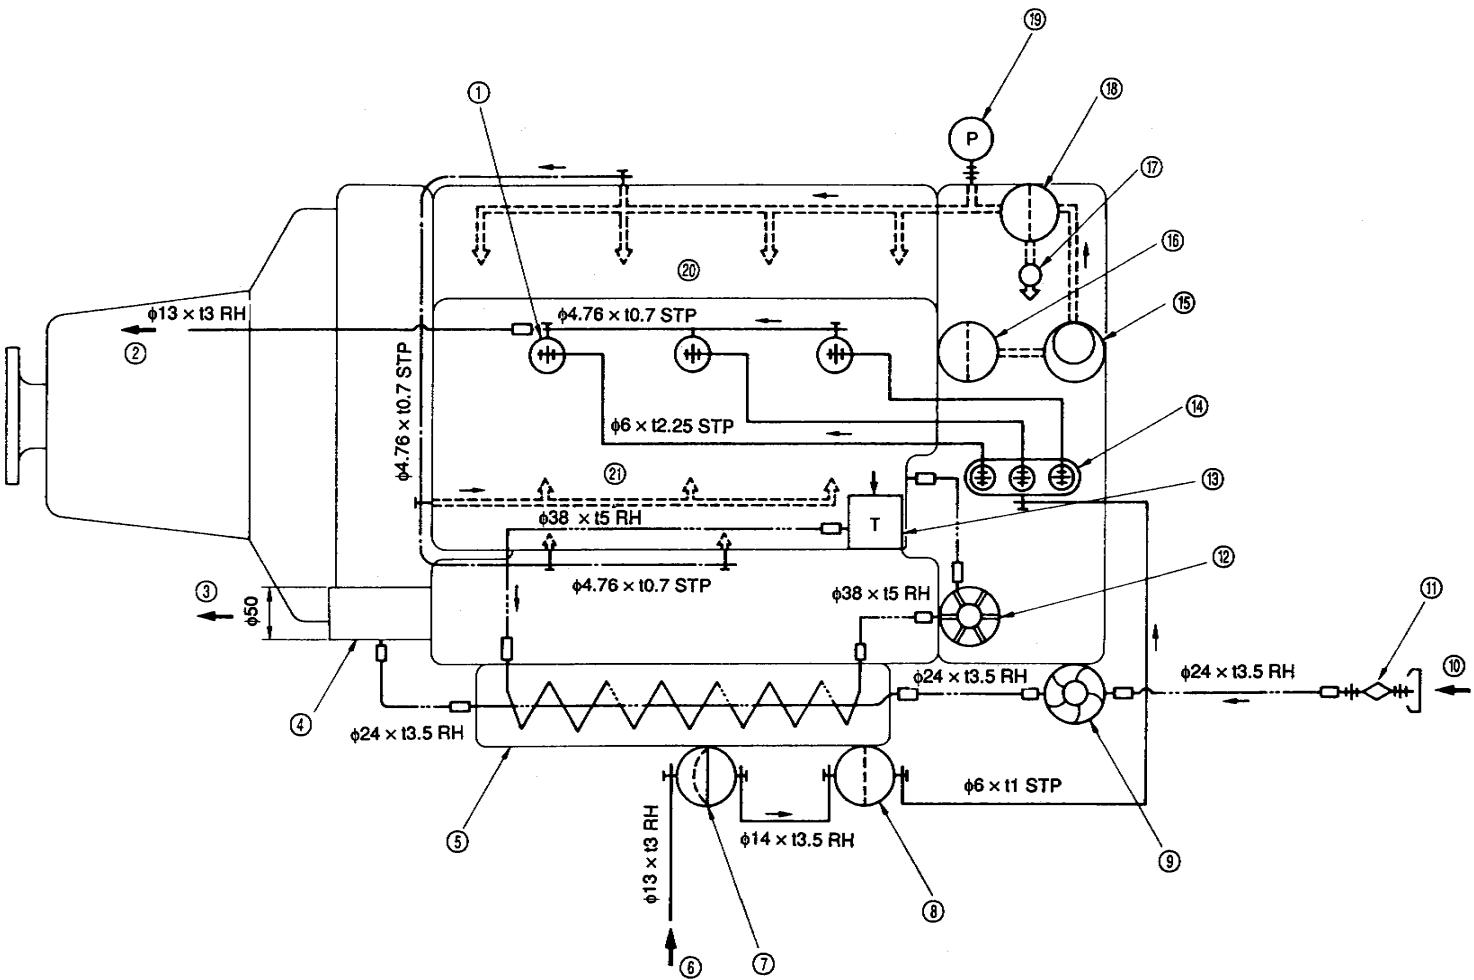 ⑲
①
⑱
P
⑰
⑯
⑳
φ13 × t3 RH
φ4.76 × t0.7 STP
⑮
②
φ4.76 × t0.7 STP
⑭
φ6 × t2.25 STP
㉑
⑬
φ38 × t5 RH
T
⑫
φ4.76 × t0.7 STP
③
φ50
φ38 × t5 RH
⑪
φ24 × t3.5 RH
φ24 × t3.5 RH
⑩
④
φ24 × t3.5 RH
φ6 × t1 STP
⑤
φ14 × t3.5 RH
φ13 × t3 RH
⑨
⑧
⑥
⑦